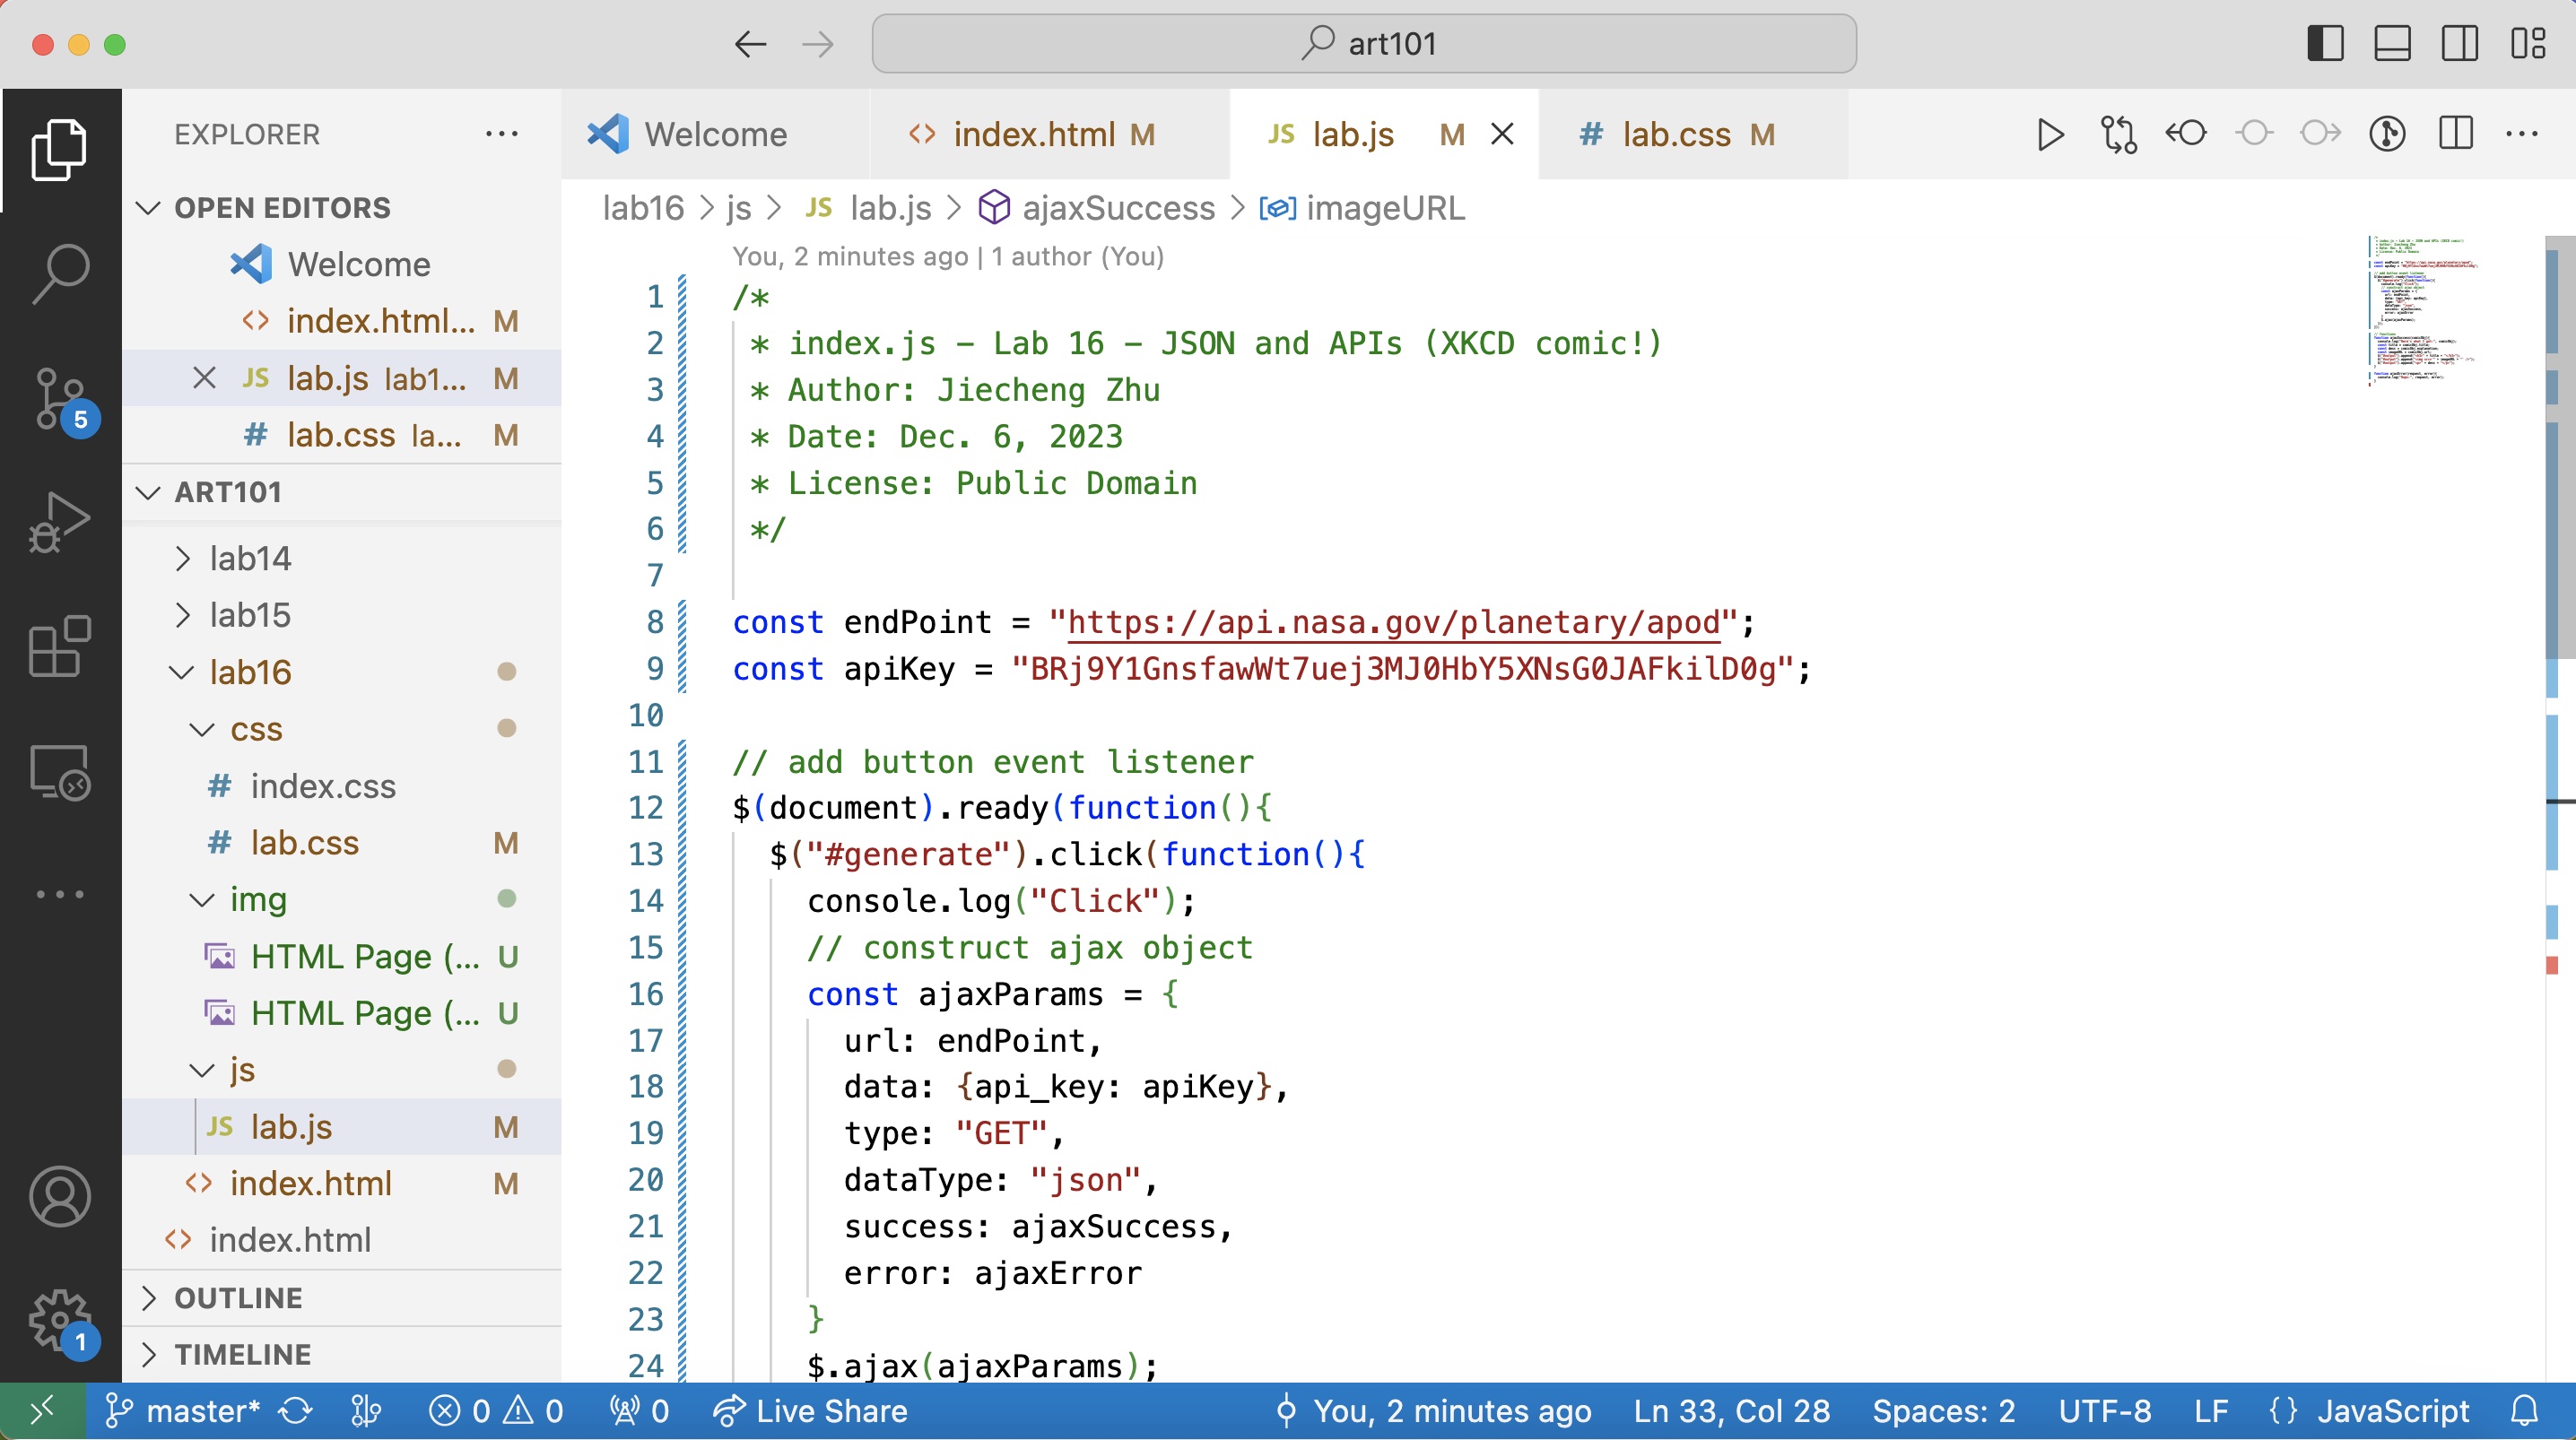 art101
EXPLORER
OPEN EDITORS
Welcome
index.html... M
JS lab.js lab1... M
# lab.css la... M
ART101
lab14
lab15
lab16
css
# index.css
# lab.css M
img
HTML Page (... U
HTML Page (... U
js
JS lab.js M
<> index.html M
<> index.html
OUTLINE
TIMELINE
5
1
Welcome
<> index.html M
JS lab.js M
# lab.css M
lab16 > js > JS lab.js > ajaxSuccess > imageURL
You, 2 minutes ago | 1 author (You)
1 /*
2  * index.js - Lab 16 - JSON and APIs (XKCD comic!)
3  * Author: Jiecheng Zhu
4  * Date: Dec. 6, 2023
5  * License: Public Domain
6  */
7
8 const endPoint = "https://api.nasa.gov/planetary/apod";
9 const apiKey = "BRj9Y1GnsfawWt7uej3MJ0HbY5XNsG0JAFkilD0g";
10
11 // add button event listener
12 $(document).ready(function(){
13   $("#generate").click(function(){
14     console.log("Click");
15     // construct ajax object
16     const ajaxParams = {
17       url: endPoint,
18       data: {api_key: apiKey},
19       type: "GET",
20       dataType: "json",
21       success: ajaxSuccess,
22       error: ajaxError
23     }
24     $.ajax(ajaxParams);
master* 0 0 0 Live Share You, 2 minutes ago Ln 33, Col 28 Spaces: 2 UTF-8 LF {} JavaScript